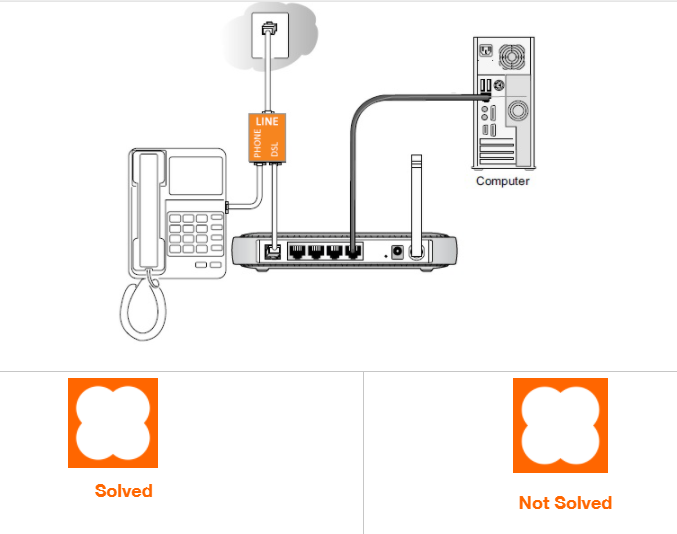 LINE
PHONE
DSL
Computer
Solved
Not Solved